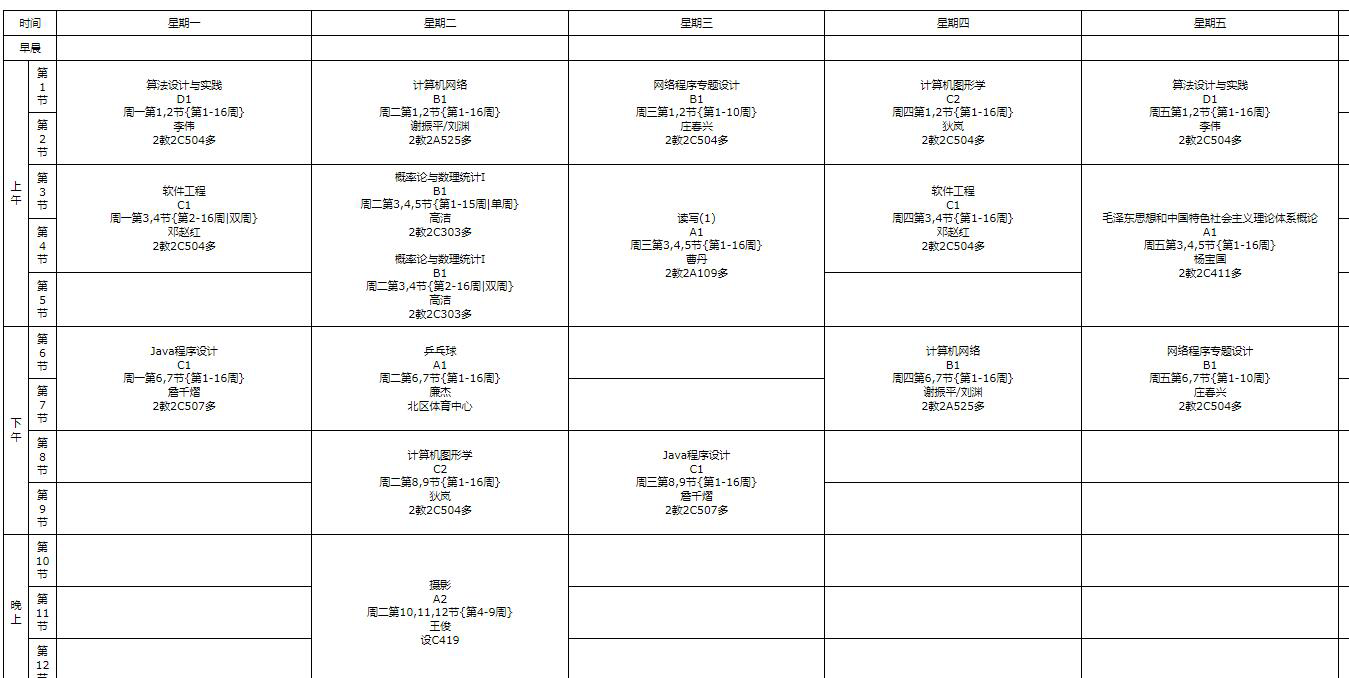 时间
星期一
星期二
星期三
星期四
星期五
早晨
上午
第1节
算法设计与实践
D1
周一第1,2节{第1-16周}
李伟
2教2C504多
计算机网络
B1
周二第1,2节{第1-16周}
谢振平/刘渊
2教2A525多
网络程序专题设计
B1
周三第1,2节{第1-10周}
庄春兴
2教2C504多
计算机图形学
C2
周四第1,2节{第1-16周}
狄岚
2教2C504多
算法设计与实践
D1
周五第1,2节{第1-16周}
李伟
2教2C504多
第2节
第3节
软件工程
C1
周一第3,4节{第2-16周|双周}
邓赵红
2教2C504多
概率论与数理统计I
B1
周二第3,4,5节{第1-15周|单周}
高洁
2教2C303多
概率论与数理统计I
B1
周二第3,4节{第2-16周|双周}
高洁
2教2C303多
读写(1)
A1
周三第3,4,5节{第1-16周}
曹丹
2教2A109多
软件工程
C1
周四第3,4节{第1-16周}
邓赵红
2教2C504多
毛泽东思想和中国特色社会主义理论体系概论
A1
周五第3,4,5节{第1-16周}
杨宝国
2教2C411多
第4节
第5节
下午
第6节
Java程序设计
C1
周一第6,7节{第1-16周}
詹千熠
2教2C507多
乒乓球
A1
周二第6,7节{第1-16周}
廉杰
北区体育中心
计算机网络
B1
周四第6,7节{第1-16周}
谢振平/刘渊
2教2A525多
网络程序专题设计
B1
周五第6,7节{第1-10周}
庄春兴
2教2C504多
第7节
第8节
计算机图形学
C2
周二第8,9节{第1-16周}
狄岚
2教2C504多
Java程序设计
C1
周三第8,9节{第1-16周}
詹千熠
2教2C507多
第9节
晚上
第10节
摄影
A2
周二第10,11,12节{第4-9周}
王俊
设C419
第11节
第12节